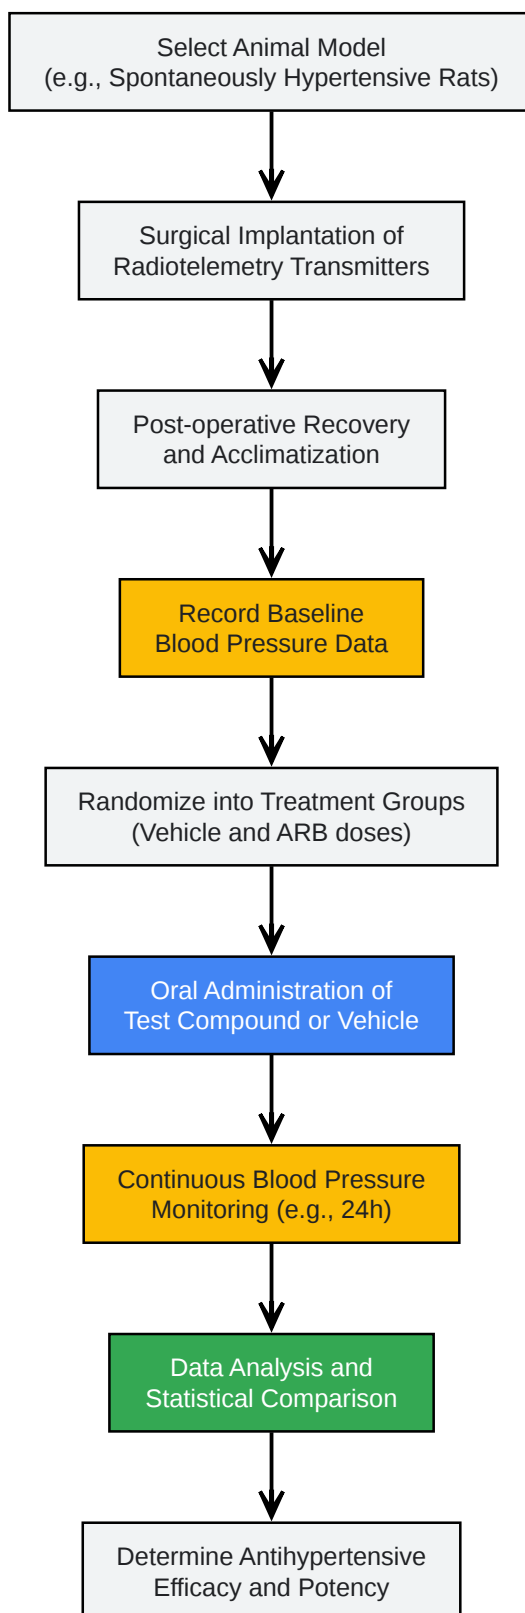 Select Animal Model
(e.g., Spontaneously Hypertensive Rats)
Surgical Implantation of
Radiotelemetry Transmitters
Post-operative Recovery
and Acclimatization
Record Baseline
Blood Pressure Data
Randomize into Treatment Groups
(Vehicle and ARB doses)
Oral Administration of
Test Compound or Vehicle
Continuous Blood Pressure
Monitoring (e.g., 24h)
Data Analysis and
Statistical Comparison
Determine Antihypertensive
Efficacy and Potency